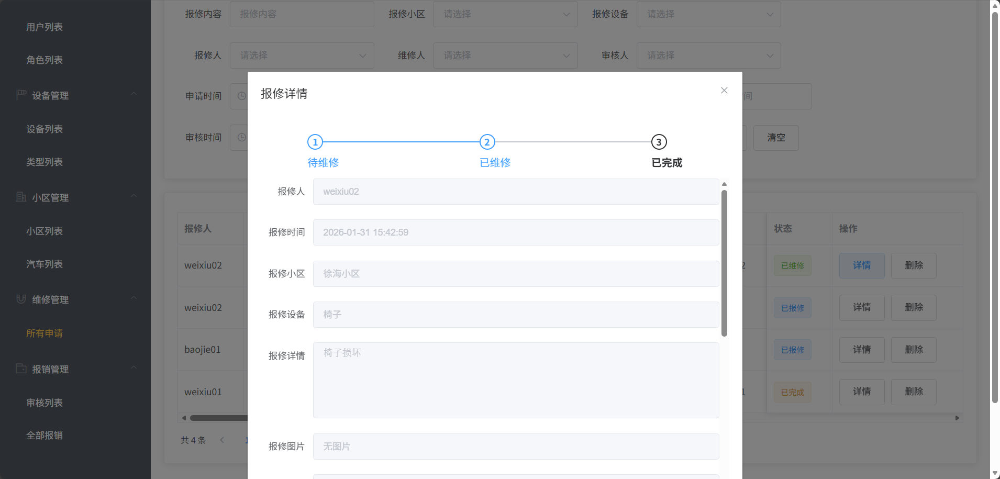 用户列表
角色列表
设备管理
设备列表
类型列表
小区管理
小区列表
汽车列表
维修管理
所有申请
报销管理
审核列表
全部报销
报修内容 报修内容 报修小区 请选择 报修设备 请选择
报修人 请选择 维修人 请选择 审核人 请选择
申请时间 间
审核时间 清空
报修详情
1 2 3
待维修 已维修 已完成
报修人 weixiu02
报修时间 2026-01-31 15:42:59
报修小区 徐海小区
报修设备 椅子
报修详情 椅子损坏
报修图片 无图片
报修人 状态 操作
weixiu02 2 已维修 详情 删除
weixiu02 已报修 详情 删除
baojie01 已报修 详情 删除
weixiu01 1 已完成 详情 删除
共 4 条 1